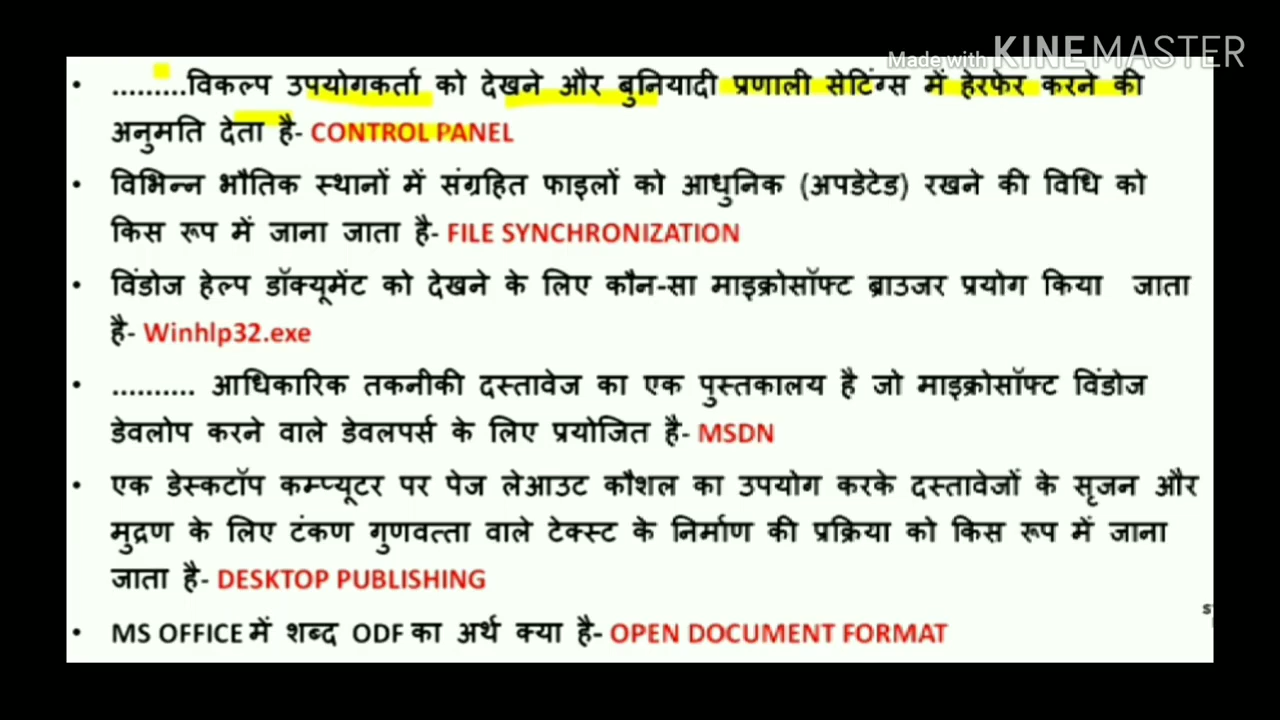 Made with KINEMASTER
• .........विकल्प उपयोगकर्ता को देखने और बुनियादी प्रणाली सेटिंग्स में हेरफेर करने की
अनुमति देता है- CONTROL PANEL
• विभिन्न भौतिक स्थानों में संग्रहित फाइलों को आधुनिक (अपडेटेड) रखने की विधि को
किस रूप में जाना जाता है- FILE SYNCHRONIZATION
• विंडोज हेल्प डॉक्यूमेंट को देखने के लिए कौन-सा माइक्रोसॉफ्ट ब्राउजर प्रयोग किया जाता
है- Winhlp32.exe
• .......... आधिकारिक तकनीकी दस्तावेज का एक पुस्तकालय है जो माइक्रोसॉफ्ट विंडोज
डेवलोप करने वाले डेवलपर्स के लिए प्रयोजित है- MSDN
• एक डेस्कटॉप कम्प्यूटर पर पेज लेआउट कौशल का उपयोग करके दस्तावेजों के सृजन और
मुद्रण के लिए टंकण गुणवत्ता वाले टेक्स्ट के निर्माण की प्रक्रिया को किस रूप में जाना
जाता है- DESKTOP PUBLISHING
• MS OFFICE में शब्द ODF का अर्थ क्या है- OPEN DOCUMENT FORMAT